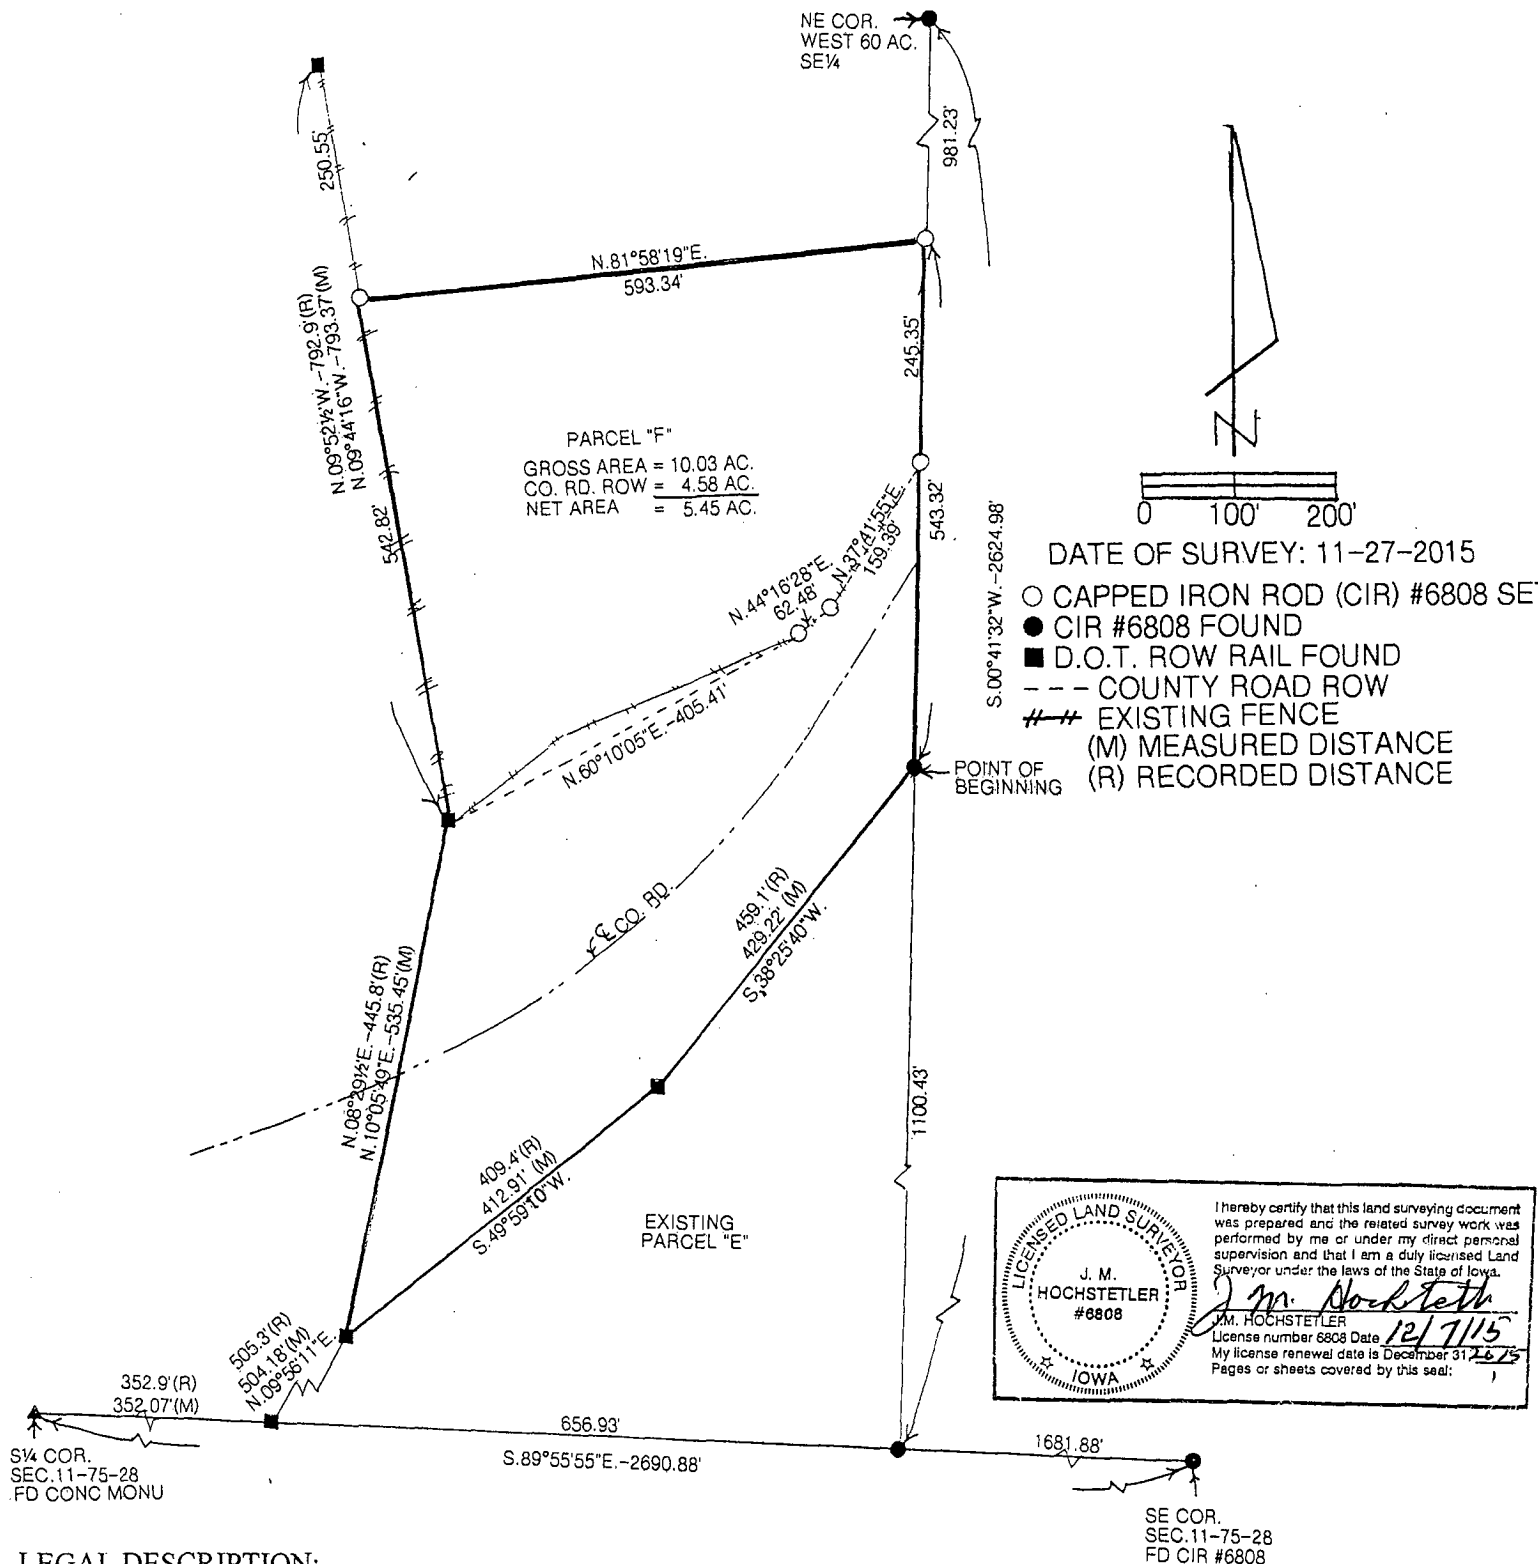 NE COR.
WEST 60 AC.
SE¼
981.23'
250.55'
N.81°58'19"E.
593.34'
N.09°52½'W.-792.9'(R)
N.09°44'16"W.-793.37'(M)
542.82'
245.35'
PARCEL "F"
GROSS AREA = 10.03 AC.
CO. RD. ROW = 4.58 AC.
NET AREA = 5.45 AC.
N.37°41'55"E.
159.39'
N.44°16'28"E.
62.48'
N.60°10'05"E.-405.41'
543.32'
S.00°41'32"W.-2624.98'
N
0 100' 200'
DATE OF SURVEY: 11-27-2015
CAPPED IRON ROD (CIR) #6808 SET
CIR #6808 FOUND
D.O.T. ROW RAIL FOUND
COUNTY ROAD ROW
EXISTING FENCE
(M) MEASURED DISTANCE
(R) RECORDED DISTANCE
POINT OF
BEGINNING
℄ CO. RD.
459.1'(R)
429.22' (M)
S.38°25'40"W.
N.08°29½'E.-445.8'(R)
N.10°05'49"E.-535.45'(M)
1100.43'
409.4'(R)
412.91' (M)
S.49°59'10"W.
EXISTING
PARCEL "E"
505.3'(R)
504.18'(M)
N.09°56'11"E.
352.9'(R)
352.07'(M)
656.93'
S.89°55'55"E.-2690.88'
1681.88'
S¼ COR.
SEC.11-75-28
FD CONC MONU
SE COR.
SEC.11-75-28
FD CIR #6808
LICENSED LAND SURVEYOR
J. M.
HOCHSTETLER
#6808
IOWA
I hereby certify that this land surveying document
was prepared and the related survey work was
performed by me or under my direct personal
supervision and that I am a duly licensed Land
Surveyor under the laws of the State of Iowa.
J. M. Hochstetler
J.M. HOCHSTETLER
License number 6808 Date 12/7/15
My license renewal date is December 31, 2015
Pages or sheets covered by this seal:
1
LEGAL DESCRIPTION: